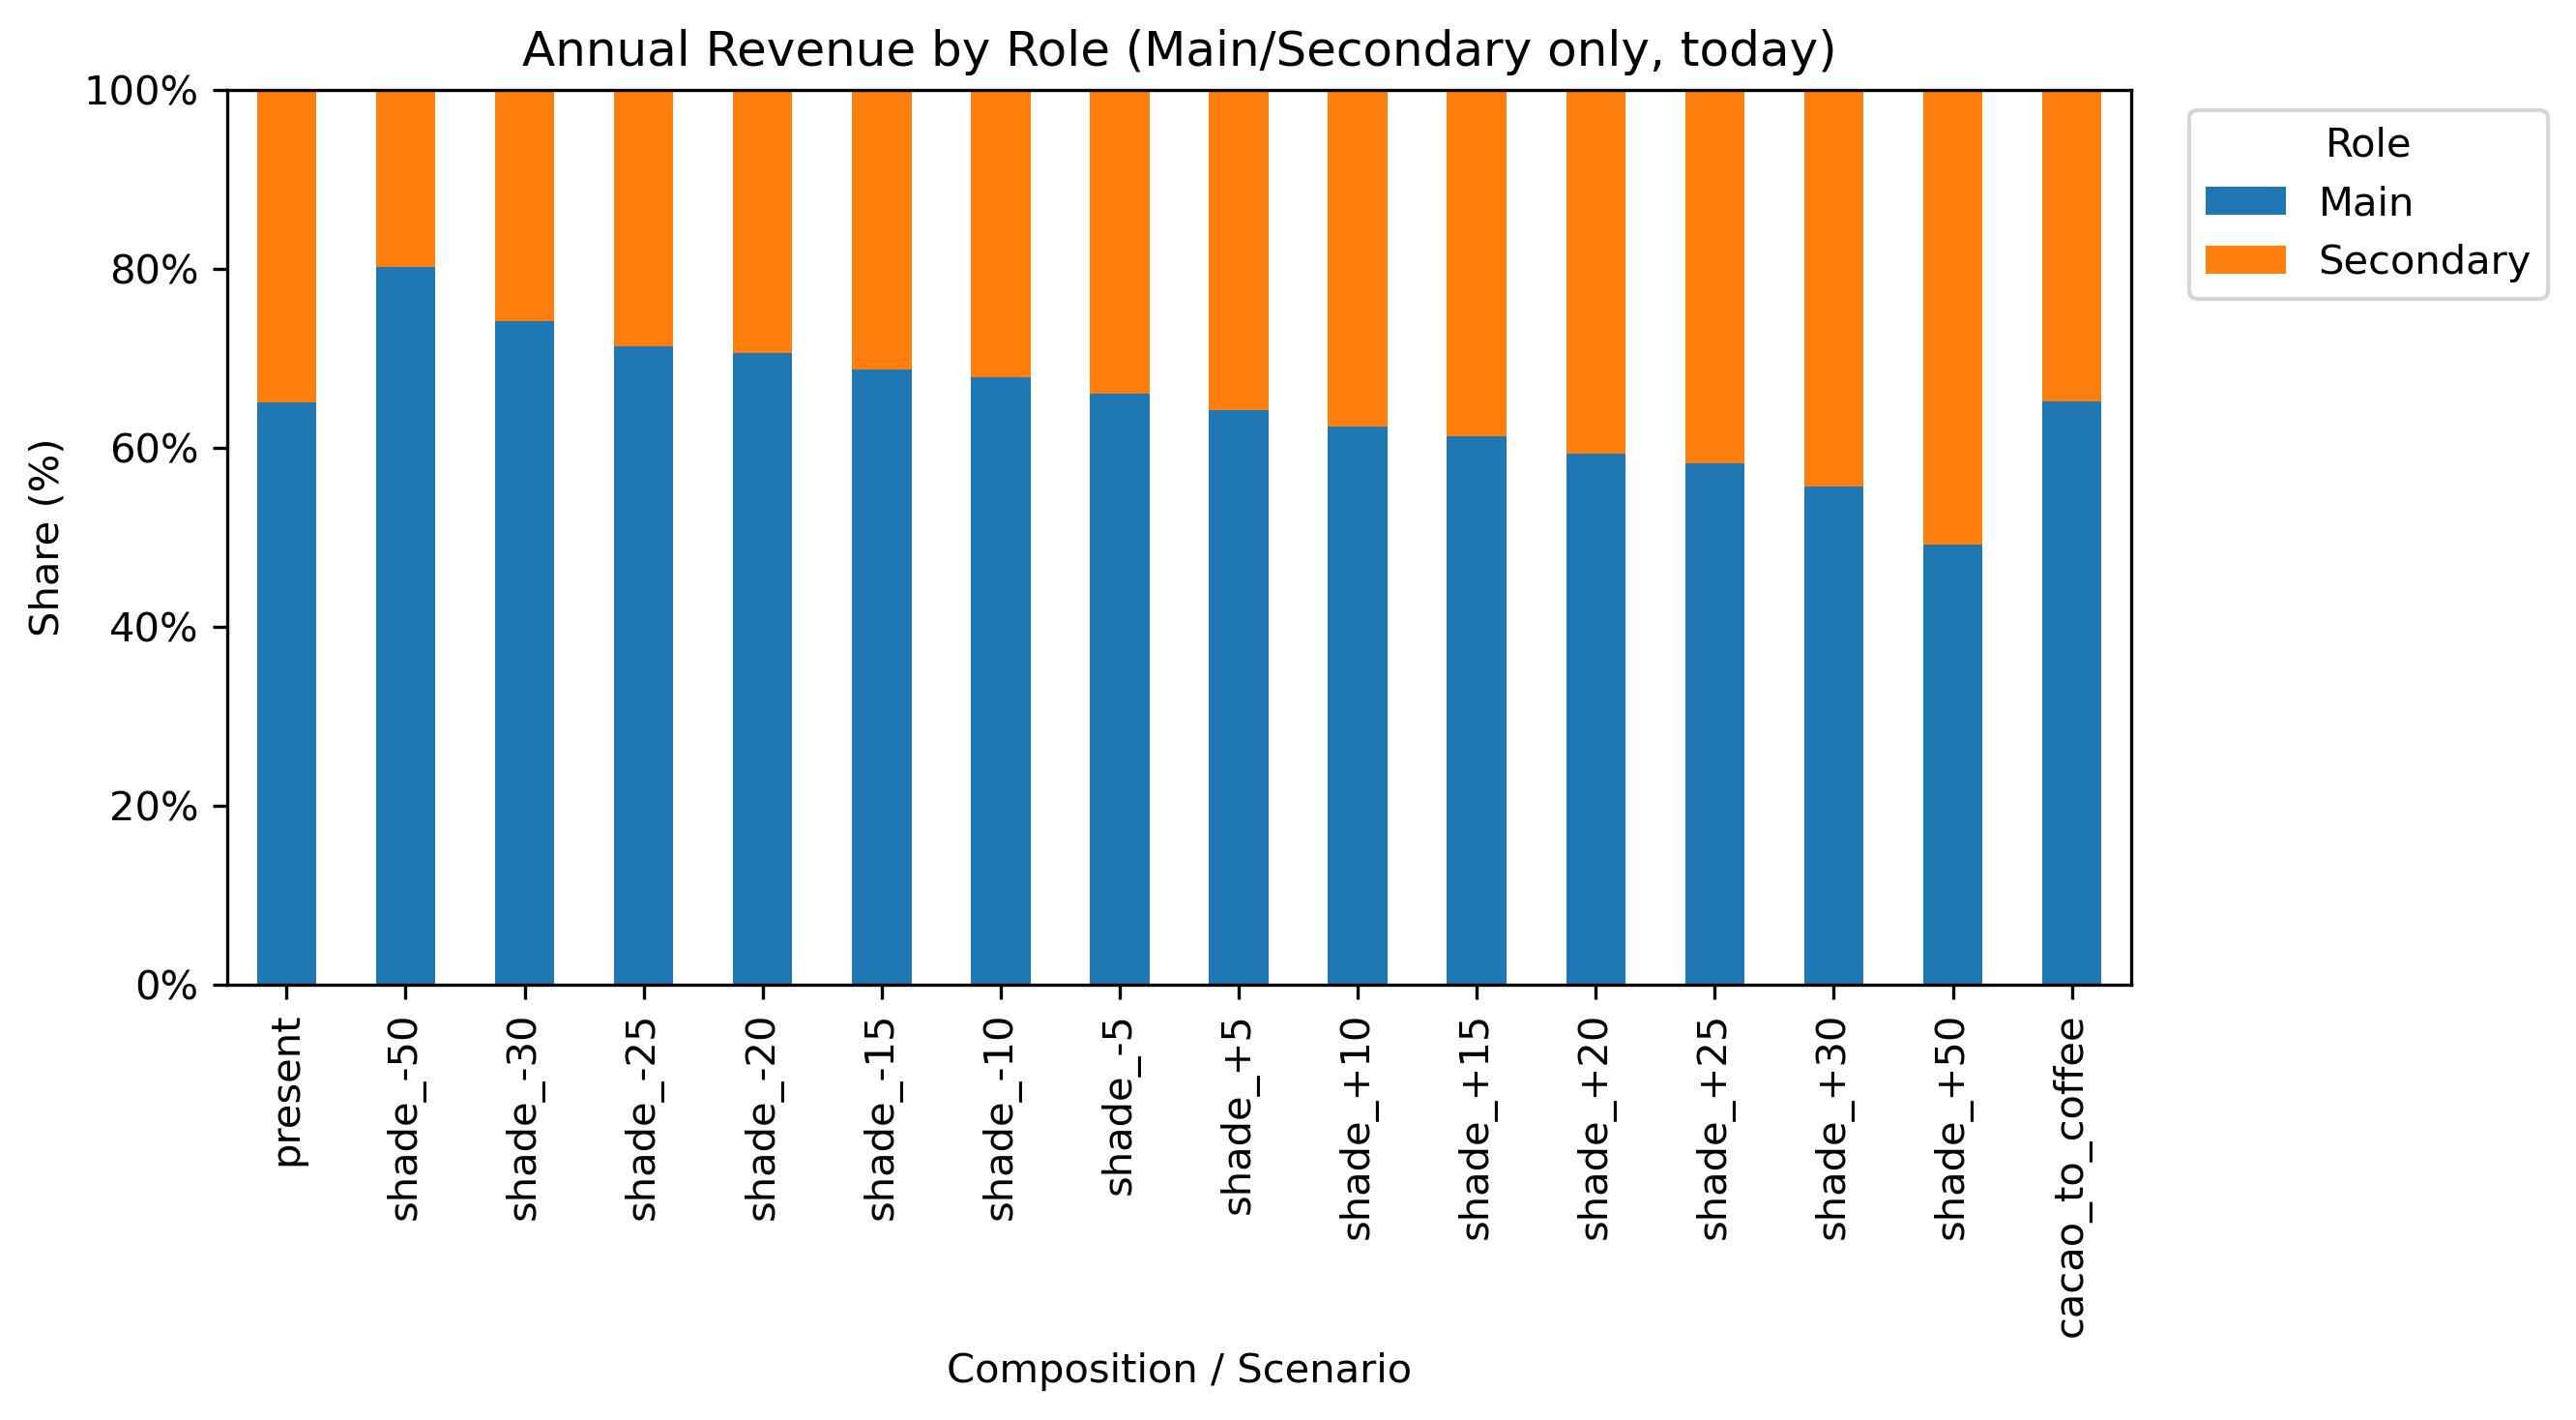 Annual Revenue by Role (Main/Secondary only, today)
100%
80%
60%
40%
20%
0%
Share (%)
present
shade_-50
shade_-30
shade_-25
shade_-20
shade_-15
shade_-10
shade_-5
shade_+5
shade_+10
shade_+15
shade_+20
shade_+25
shade_+30
shade_+50
cacao_to_coffee
Composition / Scenario
Role
Main
Secondary